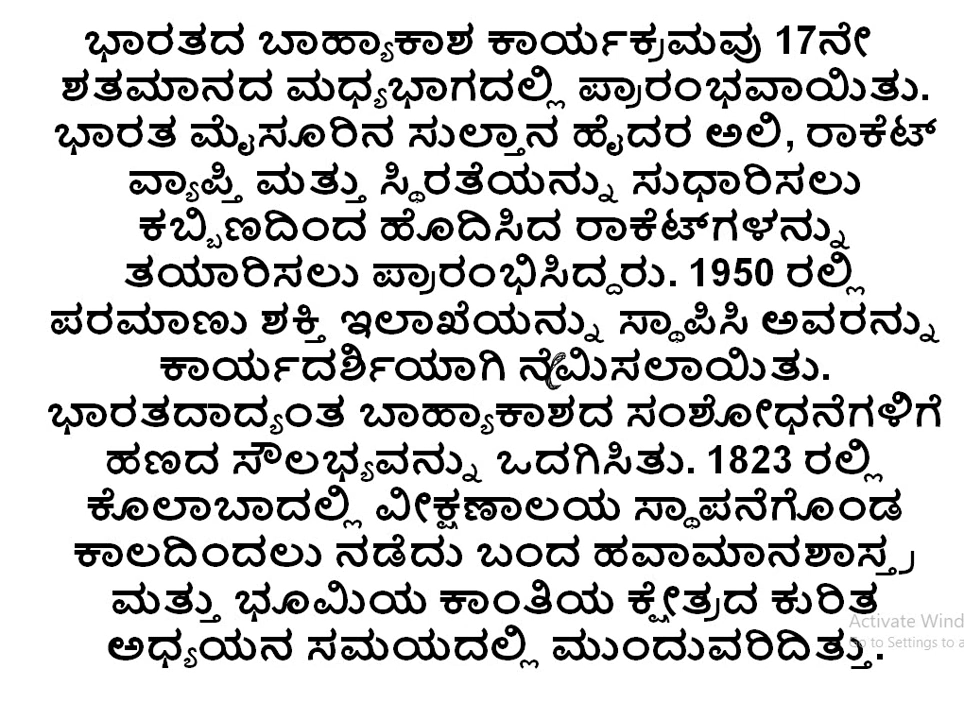 ಭಾರತದ ಬಾಹ್ಯಾಕಾಶ ಕಾರ್ಯಕ್ರಮವು 17ನೇ
ಶತಮಾನದ ಮಧ್ಯಭಾಗದಲ್ಲಿ ಪ್ರಾರಂಭವಾಯಿತು.
ಭಾರತ ಮೈಸೂರಿನ ಸುಲ್ತಾನ ಹೈದರ ಅಲಿ, ರಾಕೆಟ್
ವ್ಯಾಪ್ತಿ ಮತ್ತು ಸ್ಥಿರತೆಯನ್ನು ಸುಧಾರಿಸಲು
ಕಬ್ಬಿಣದಿಂದ ಹೊದಿಸಿದ ರಾಕೆಟ್‌ಗಳನ್ನು
ತಯಾರಿಸಲು ಪ್ರಾರಂಭಿಸಿದ್ದರು. 1950 ರಲ್ಲಿ
ಪರಮಾಣು ಶಕ್ತಿ ಇಲಾಖೆಯನ್ನು ಸ್ಥಾಪಿಸಿ ಅವರನ್ನು
ಕಾರ್ಯದರ್ಶಿಯಾಗಿ ನೇಮಿಸಲಾಯಿತು.
ಭಾರತದಾದ್ಯಂತ ಬಾಹ್ಯಾಕಾಶದ ಸಂಶೋಧನೆಗಳಿಗೆ
ಹಣದ ಸೌಲಭ್ಯವನ್ನು ಒದಗಿಸಿತು. 1823 ರಲ್ಲಿ
ಕೊಲಾಬಾದಲ್ಲಿ ವೀಕ್ಷಣಾಲಯ ಸ್ಥಾಪನೆಗೊಂಡ
ಕಾಲದಿಂದಲು ನಡೆದು ಬಂದ ಹವಾಮಾನಶಾಸ್ತ್ರ
ಮತ್ತು ಭೂಮಿಯ ಕಾಂತಿಯ ಕ್ಷೇತ್ರದ ಕುರಿತ
ಅಧ್ಯಯನ ಸಮಯದಲ್ಲಿ ಮುಂದುವರಿದಿತ್ತು.
Activate Wind
Go to Settings to a